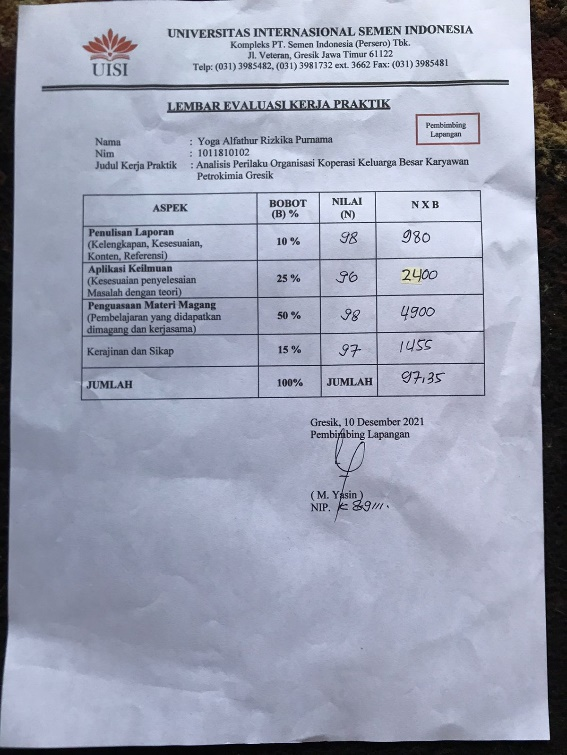 UISI
UNIVERSITAS INTERNASIONAL SEMEN INDONESIA
Kompleks PT. Semen Indonesia (Persero) Tbk.
Jl. Veteran, Gresik Jawa Timur 61122
Telp: (031) 3985482, (031) 3981732 ext. 3662 Fax: (031) 3985481
LEMBAR EVALUASI KERJA PRAKTIK
Pembimbing
Lapangan
Nama : Yoga Alfathur Rizkika Purnama
Nim : 1011810102
Judul Kerja Praktik : Analisis Perilaku Organisasi Koperasi Keluarga Besar Karyawan
Petrokimia Gresik
ASPEK BOBOT (B) % NILAI (N) N X B
Penulisan Laporan
(Kelengkapan, Kesesuaian,
Konten, Referensi)
10 % 98 980
Aplikasi Keilmuan
(Kesesuaian penyelesaian
Masalah dengan teori)
25 % 96 2400
Penguasaan Materi Magang
(Pembelajaran yang didapatkan
dimagang dan kerjasama)
50 % 98 4900
Kerajinan dan Sikap 15 % 97 1455
JUMLAH 100% JUMLAH 97,35
Gresik, 10 Desember 2021
Pembimbing Lapangan
( M. Yasin )
NIP.